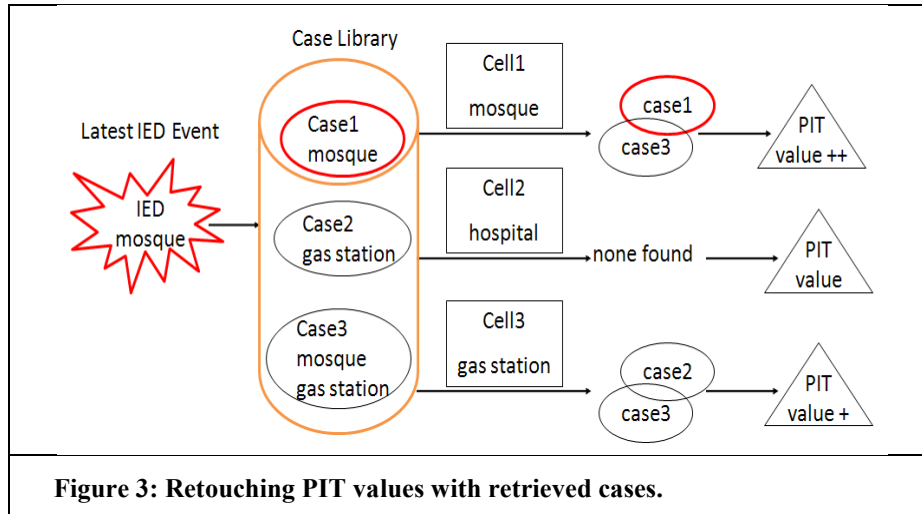 Case Library
Latest IED Event
IED
mosque
Case1
mosque
Case2
gas station
Case3
mosque
gas station
Cell1
mosque
case1
case3
PIT
value ++
Cell2
hospital
none found
PIT
value
Cell3
gas station
case2
case3
PIT
value +
Figure 3: Retouching PIT values with retrieved cases.